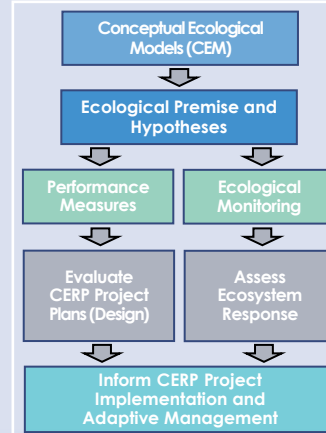 Conceptual Ecological
Models (CEM)
Ecological Premise and
Hypotheses
Performance
Measures
Ecological
Monitoring
Evaluate
CERP Project
Plans (Design)
Assess
Ecosystem
Response
Inform CERP Project
Implementation and
Adaptive Management